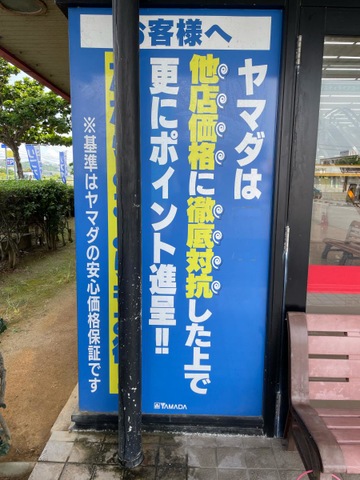 お客様へ
ヤマダは
他店価格に徹底対抗した上で
更にポイント進呈!!
※基準はヤマダの安心価格保証です
YAMADA